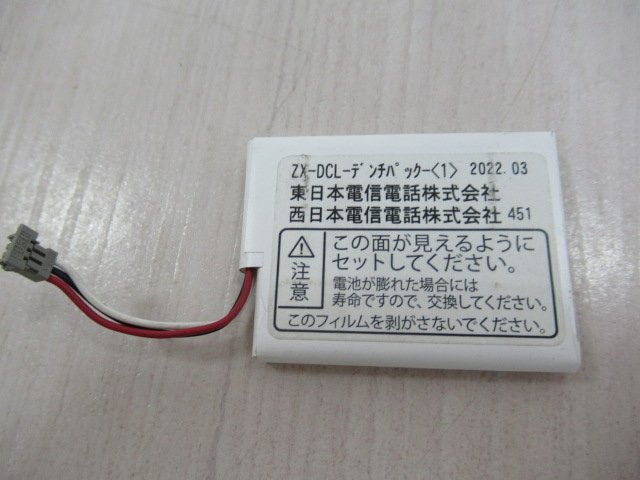 ZX-DCL-ﾃﾞﾝﾁﾊﾟｯｸｰ<1> 2022.03
東日本電信電話株式会社
西日本電信電話株式会社 451
この面が見えるように
セットしてください。
注意
電池が膨れた場合には
寿命ですので、交換してください。
このフィルムを剥がさないでください。